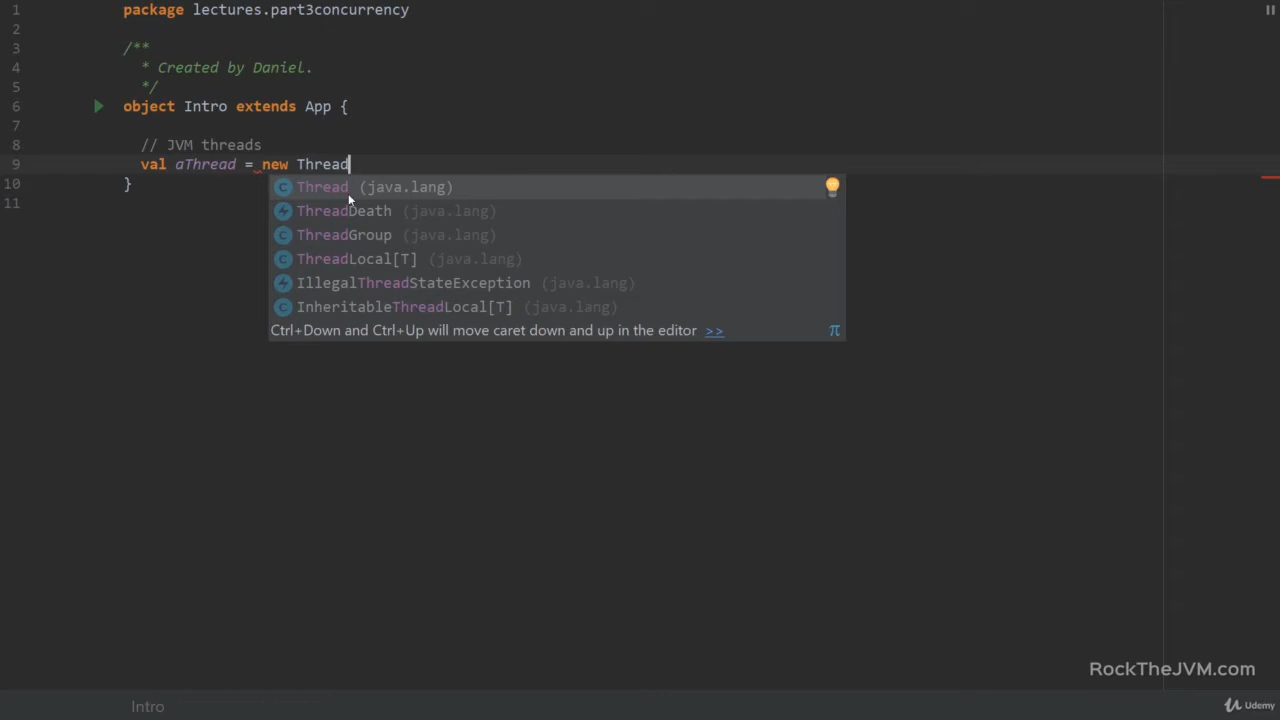 1 package lectures.part3concurrency
2
3 /**
4 * Created by Daniel.
5 */
6 object Intro extends App {
7
8 // JVM threads
9 val aThread = new Thread
10 }
11
Thread (java.lang)
ThreadDeath (java.lang)
ThreadGroup (java.lang)
ThreadLocal[T] (java.lang)
IllegalThreadStateException (java.lang)
InheritableThreadLocal[T] (java.lang)
Ctrl+Down and Ctrl+Up will move caret down and up in the editor >> π
RockTheJVM.com
Intro
Udemy